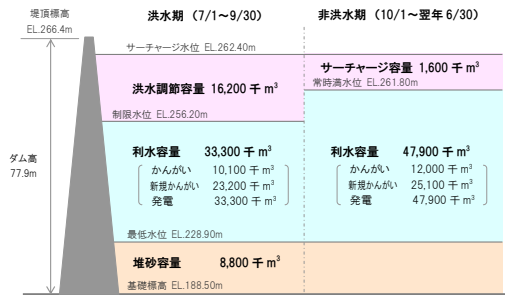 堤頂標高
EL.266.4m
洪水期 (7/1～9/30)
非洪水期 (10/1～翌年 6/30)
サーチャージ水位 EL.262.40m
サーチャージ容量 1,600 千 m³
常時満水位 EL.261.80m
洪水調節容量 16,200 千 m³
制限水位 EL.256.20m
ダム高
77.9m
利水容量 33,300 千 m³
かんがい 10,100 千 m³
新規かんがい 23,200 千 m³
発電 33,300 千 m³
利水容量 47,900 千 m³
かんがい 12,000 千 m³
新規かんがい 25,100 千 m³
発電 47,900 千 m³
最低水位 EL.228.90m
堆砂容量 8,800 千 m³
基礎標高 EL.188.50m